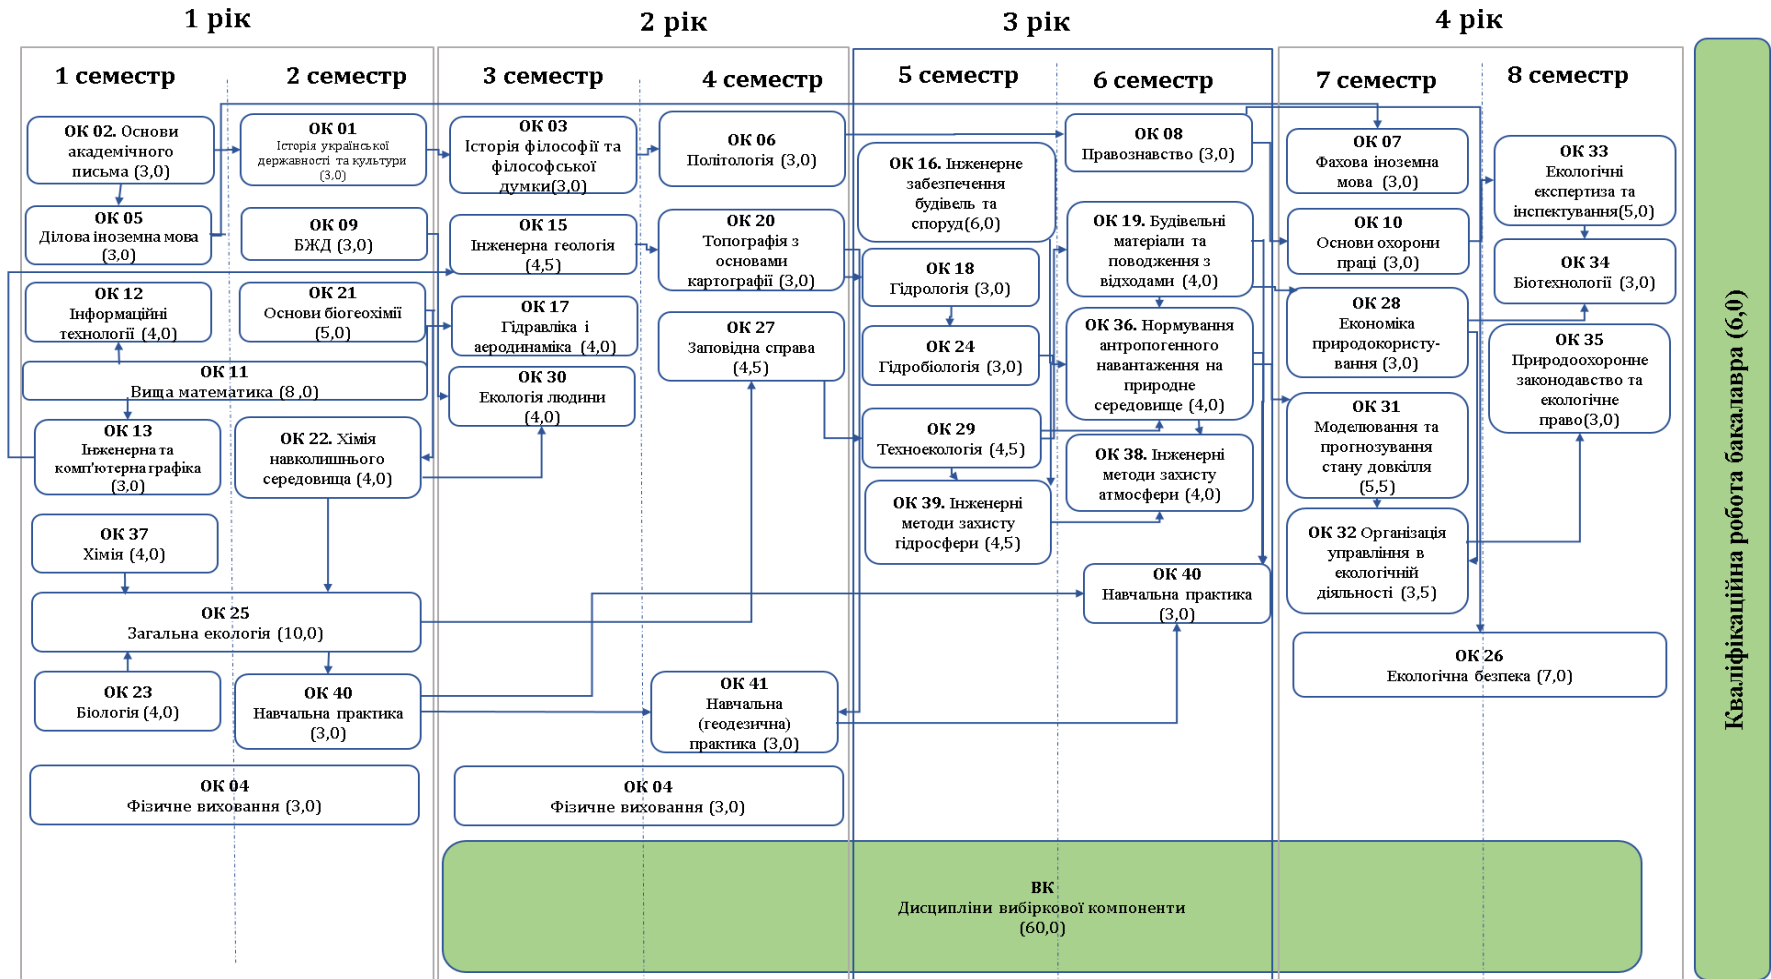 1 рік
2 рік
3 рік
4 рік
1 семестр
2 семестр
3 семестр
4 семестр
5 семестр
6 семестр
7 семестр
8 семестр
ОК 02. Основи
академічного
письма (3,0)
ОК 05
Ділова іноземна мова
(3,0)
ОК 12
Інформаційні
технології (4,0)
ОК 11
Вища математика (8 ,0)
ОК 13
Інженерна та
комп'ютерна графіка
(3,0)
ОК 37
Хімія (4,0)
ОК 25
Загальна екологія (10,0)
ОК 23
Біологія (4,0)
ОК 04
Фізичне виховання (3,0)
ОК 01
Історія української
державності та культури
(3,0)
ОК 09
БЖД (3,0)
ОК 21
Основи біогеохімії
(5,0)
ОК 22. Хімія
навколишнього
середовища (4,0)
ОК 40
Навчальна практика
(3,0)
ОК 03
Історія філософії та
філософської
думки(3,0)
ОК 15
Інженерна геологія
(4,5)
ОК 17
Гідравліка і
аеродинаміка (4,0)
ОК 30
Екологія людини
(4,0)
ОК 04
Фізичне виховання (3,0)
ОК 06
Політологія (3,0)
ОК 20
Топографія з
основами
картографії (3,0)
ОК 27
Заповідна справа
(4,5)
ОК 41
Навчальна
(геодезична)
практика (3,0)
ОК 16. Інженерне
забезпечення
будівель та
споруд(6,0)
ОК 18
Гідрологія (3,0)
ОК 24
Гідробіологія (3,0)
ОК 29
Техноекологія (4,5)
ОК 39. Інженерні
методи захисту
гідросфери (4,5)
ОК 08
Правознавство (3,0)
ОК 19. Будівельні
матеріали та
поводження з
відходами (4,0)
ОК 36. Нормування
антропогенного
навантаження на
природне
середовище (4,0)
ОК 38. Інженерні
методи захисту
атмосфери (4,0)
ОК 40
Навчальна практика
(3,0)
ОК 07
Фахова іноземна
мова (3,0)
ОК 10
Основи охорони
праці (3,0)
ОК 28
Економіка
природокористу-
вання (3,0)
ОК 31
Моделювання та
прогнозування
стану довкілля
(5,5)
ОК 32 Організація
управління в
екологічній
діяльності (3,5)
ОК 33
Екологічні
експертиза та
інспектування(5,0)
ОК 34
Біотехнології (3,0)
ОК 35
Природоохоронне
законодавство та
екологічне
право(3,0)
ОК 26
Екологічна безпека (7,0)
ВК
Дисципліни вибіркової компоненти
(60,0)
Кваліфікаційна робота бакалавра (6,0)